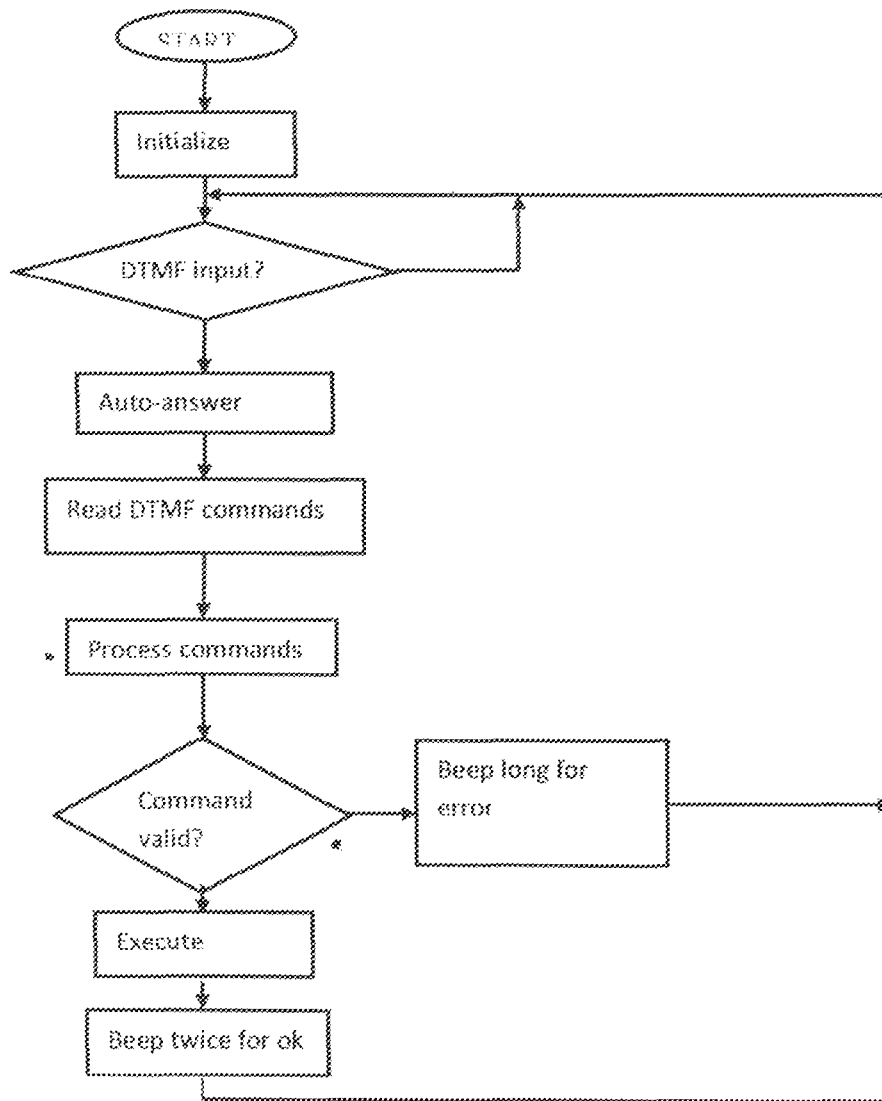 START
Initialize
DTMF input?
Auto-answer
Read DTMF commands
Process commands
Command
valid?
Beep long for
error
Execute
Beep twice for ok